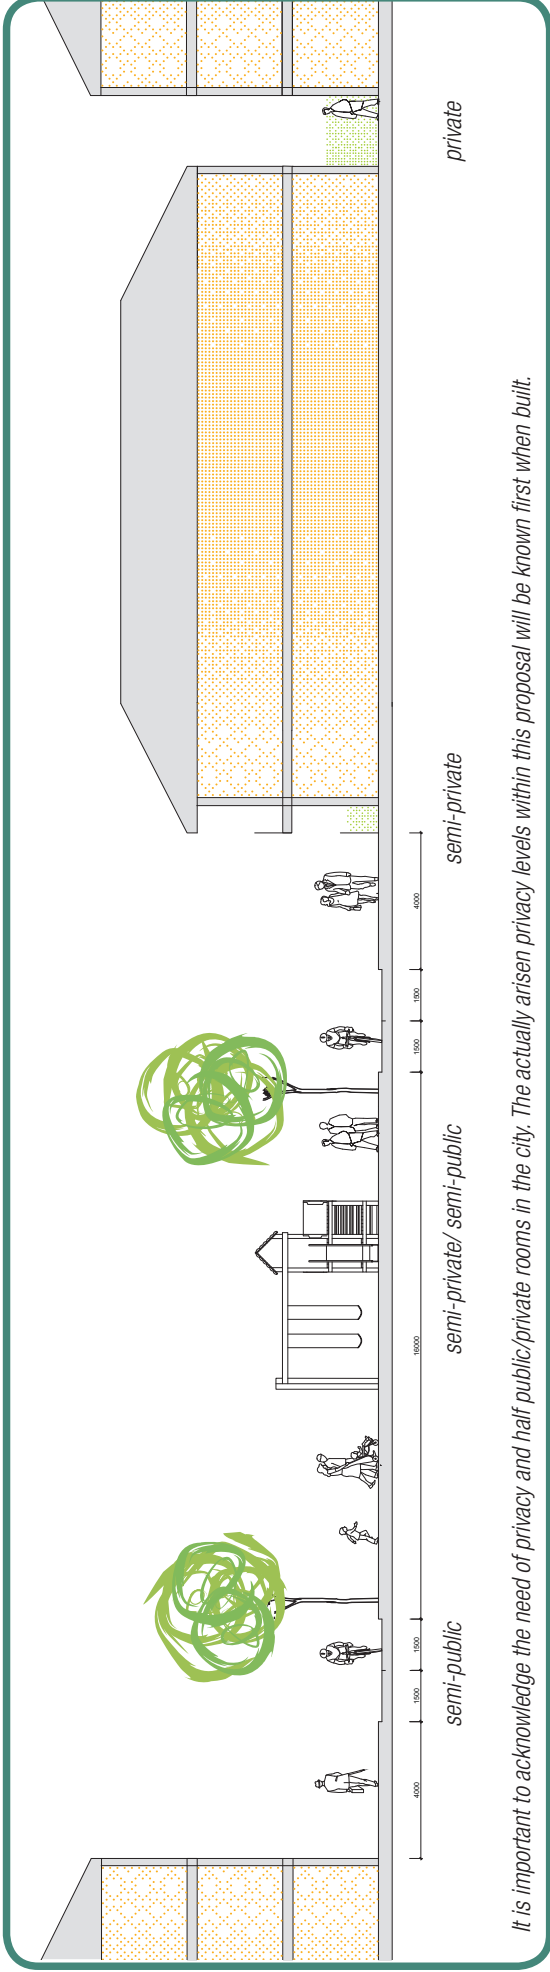 4000
1500
1500
16000
1500
1500
4000
semi-public
semi-private/ semi-public
semi-private
private
It is important to acknowledge the need of privacy and half public/private rooms in the city. The actually arisen privacy levels within this proposal will be known first when built.